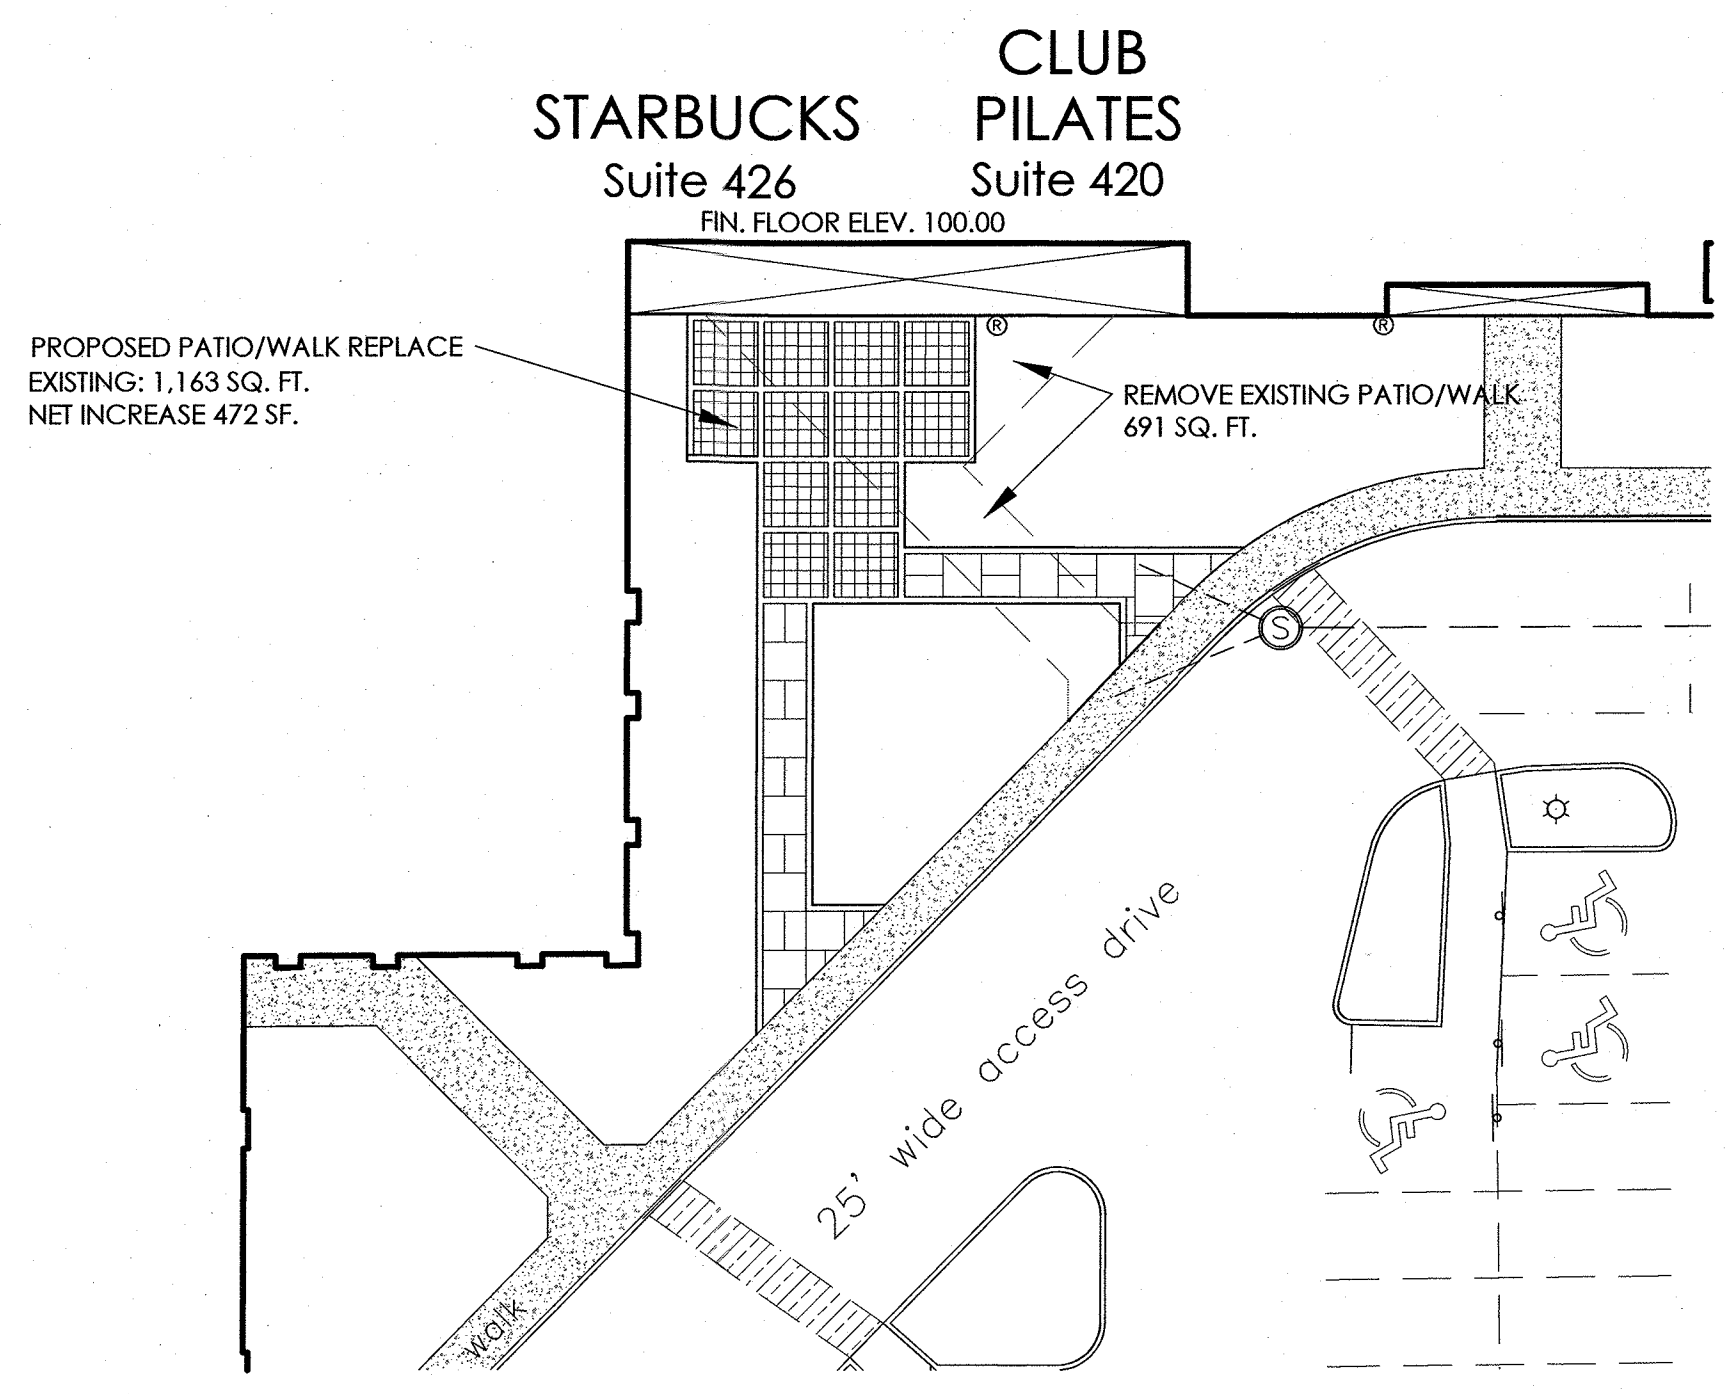 CLUB
PILATES
STARBUCKS
Suite 426
Suite 420
FIN. FLOOR ELEV. 100.00
PROPOSED PATIO/WALK REPLACE
EXISTING: 1,163 SQ. FT.
NET INCREASE 472 SF.
®
®
REMOVE EXISTING PATIO/WALK
691 SQ. FT.
S
25' wide access drive
walk